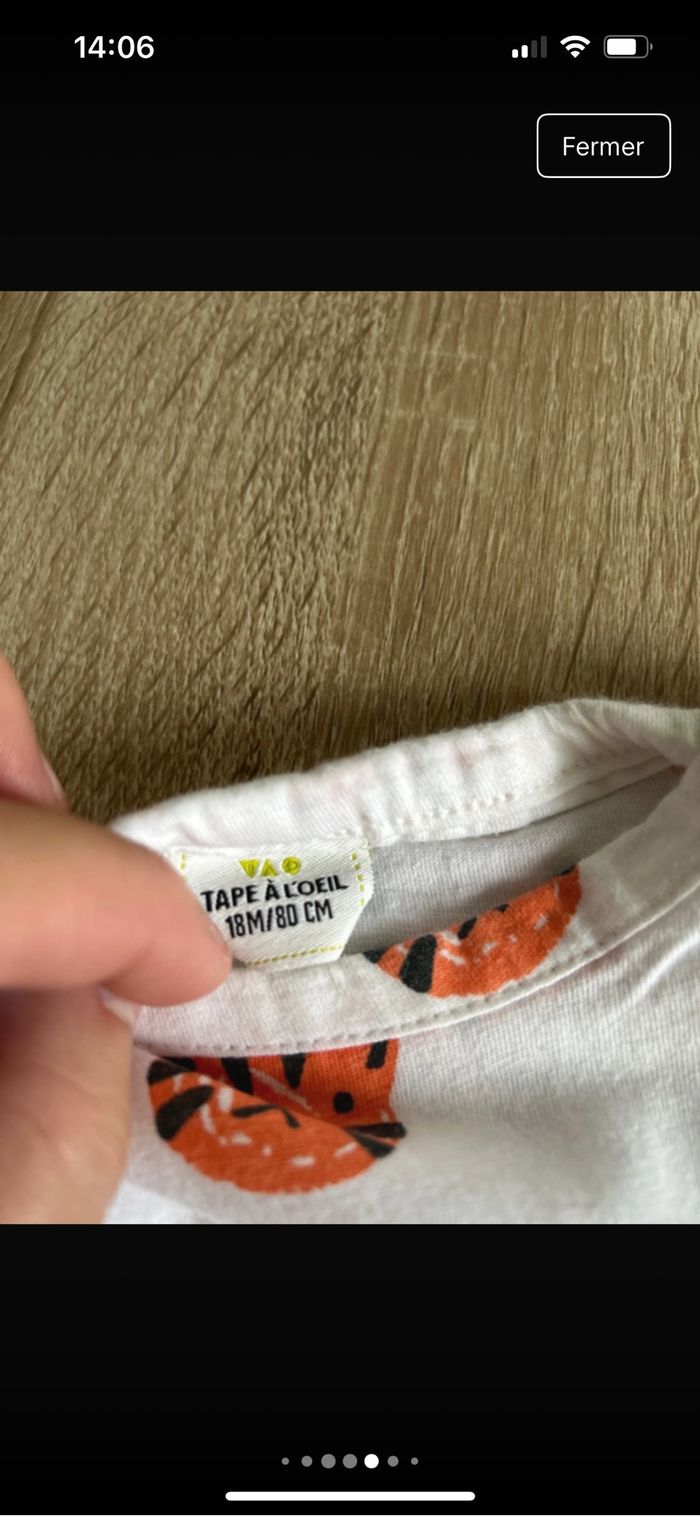 14:06
Fermer
TAO
TAPE À L'OEIL
18M/80 CM